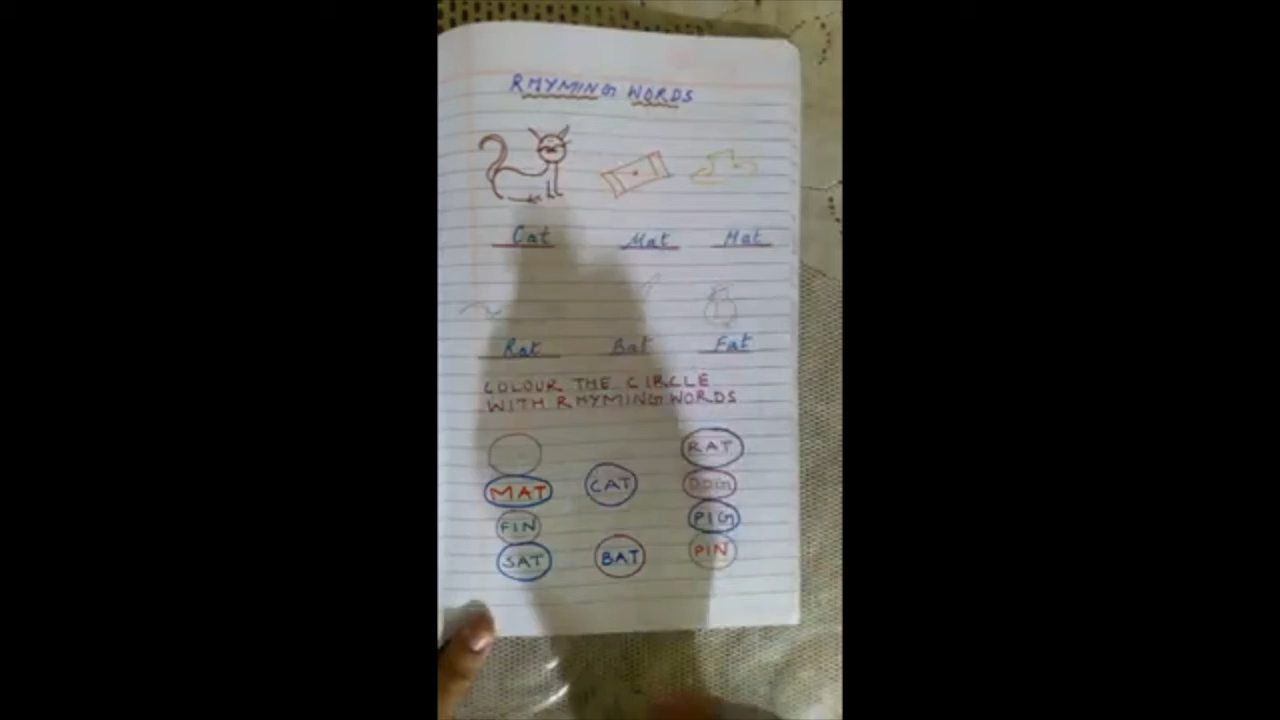 RHYMING WORDS
Cat Mat Hat
Rat Bat Fat
COLOUR THE CIRCLE
WITH RHYMING WORDS
RAT
MAT CAT DOG
FIN PIG
SAT BAT PIN